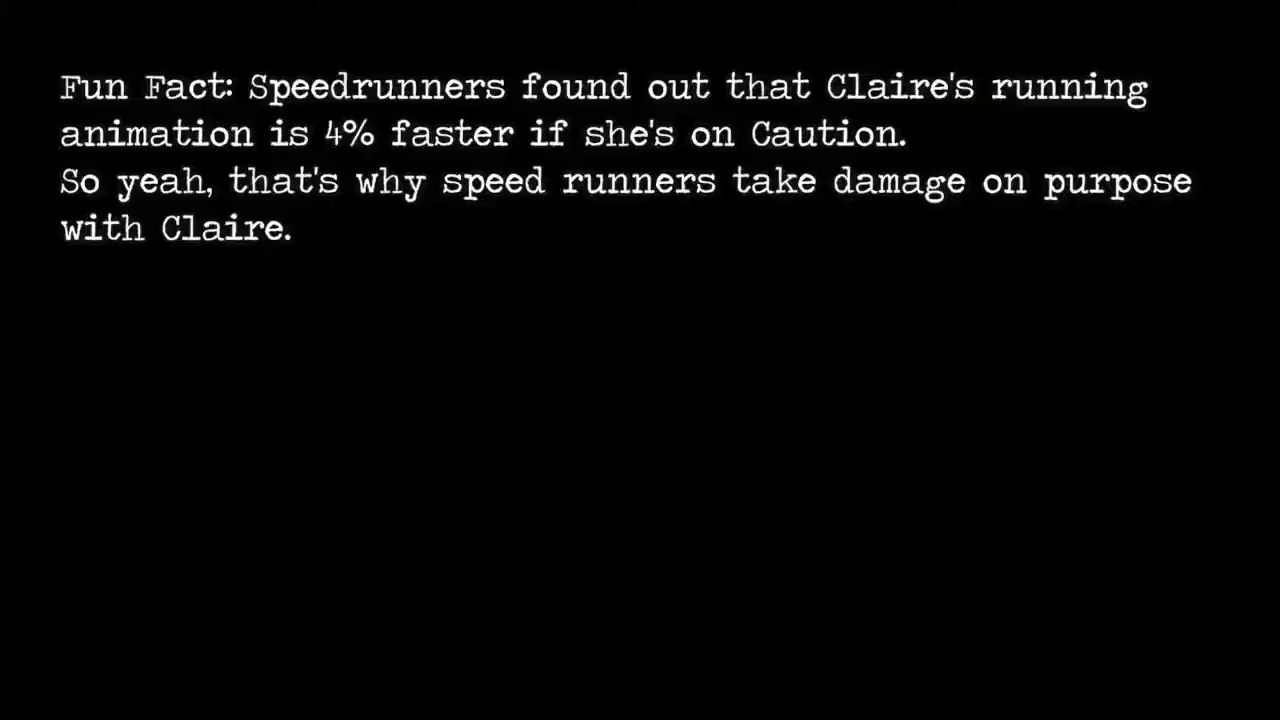 Fun Fact: Speedrunners found out that Claire's running
animation is 4% faster if she's on Caution.
So yeah, that's why speed runners take damage on purpose
with Claire.